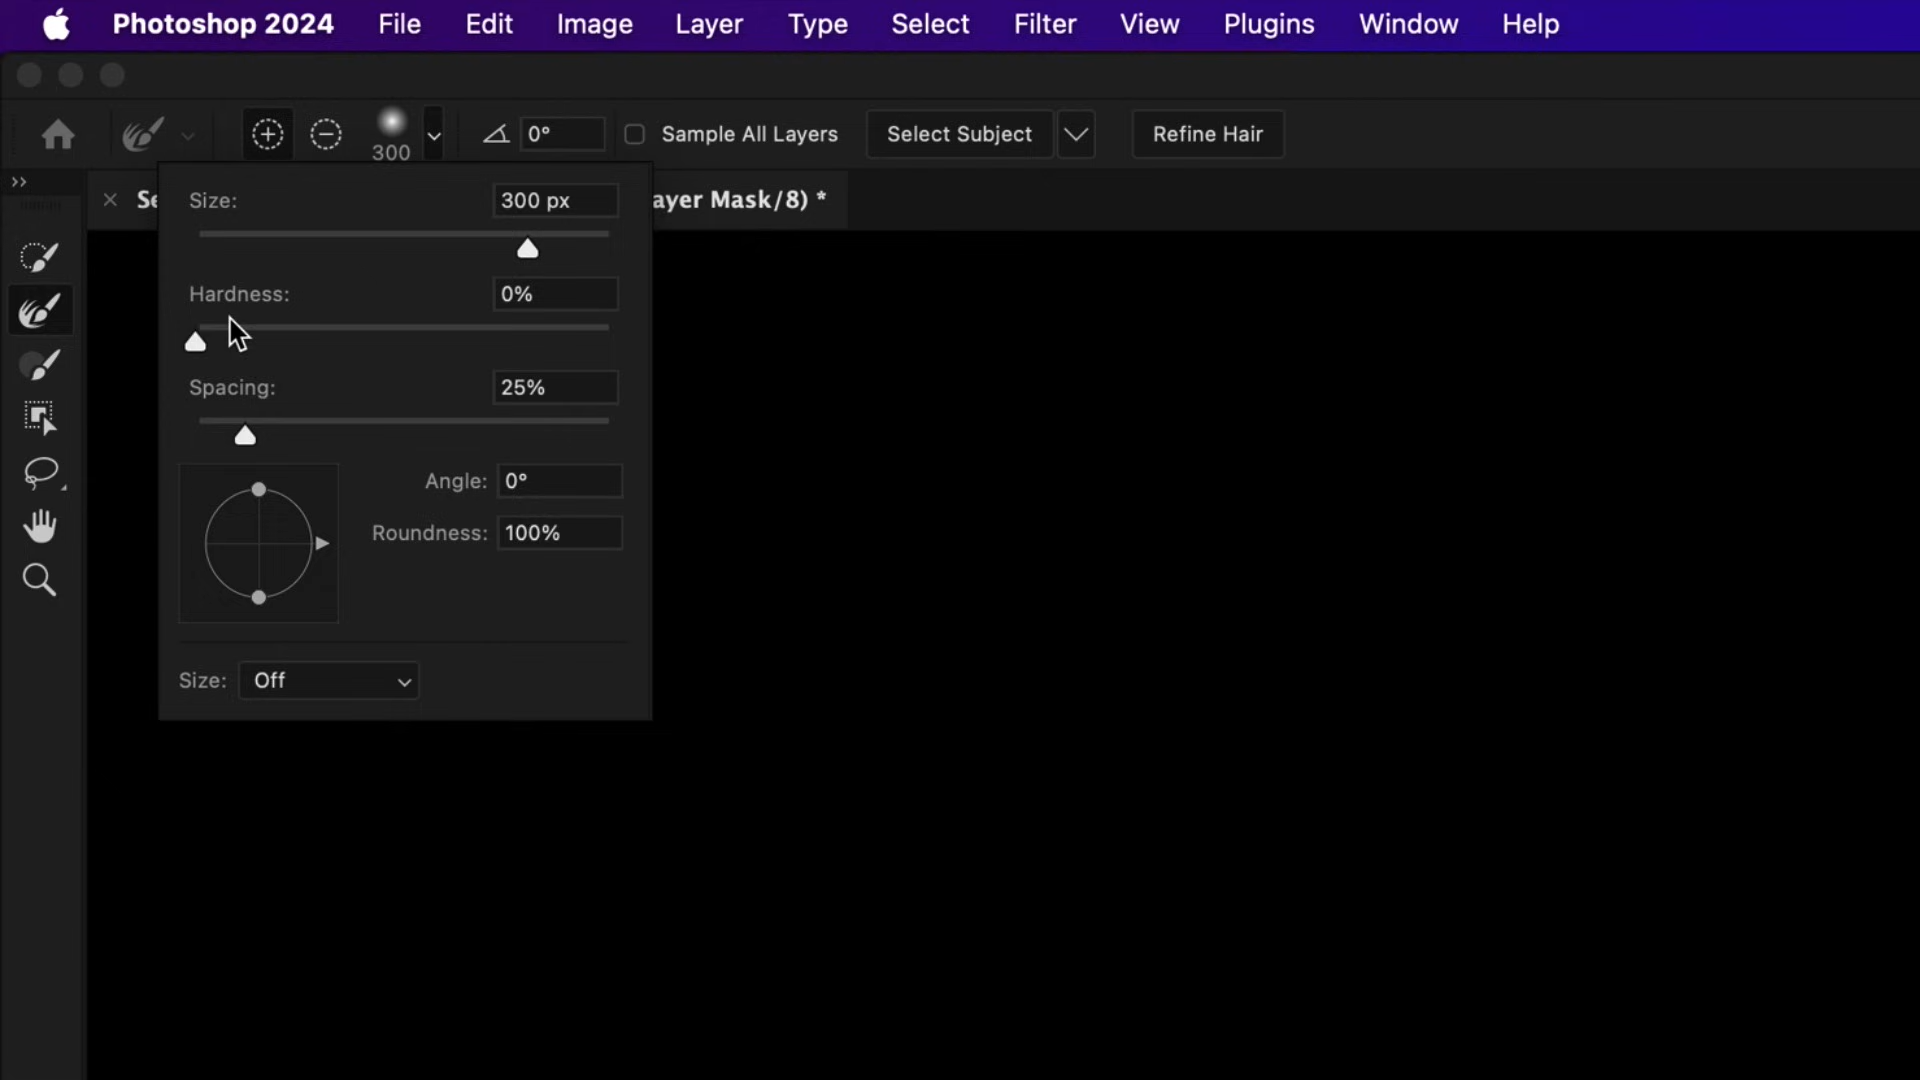 Photoshop 2024 File Edit Image Layer Type Select Filter View Plugins Window Help
300 0° Sample All Layers Select Subject Refine Hair
Se ayer Mask/8) *
Size: 300 px
Hardness: 0%
Spacing: 25%
Angle: 0°
Roundness: 100%
Size: Off